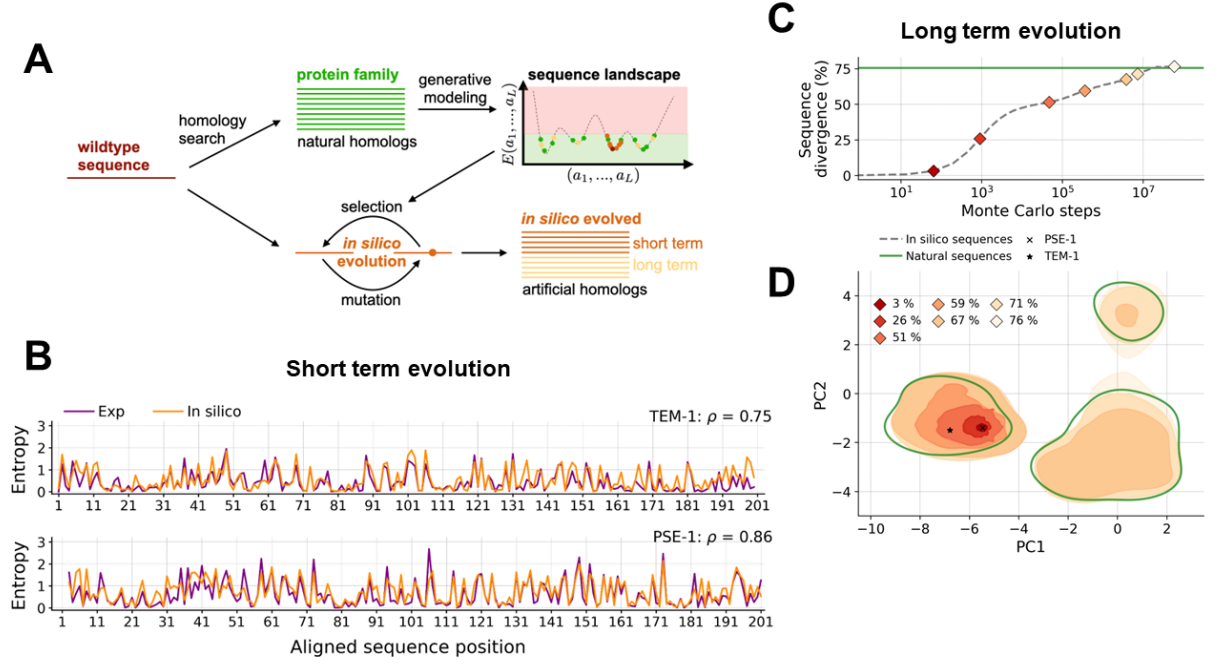 A
wildtype
sequence
homology
search
protein family
natural homologs
generative
modeling
sequence landscape
E(a₁,...,a_L)
(a₁, ..., a_L)
selection
in silico
evolution
mutation
in silico evolved
short term
long term
artificial homologs
B
Short term evolution
Exp
In silico
TEM-1: ρ = 0.75
Entropy
3
2
1
0
1 11 21 31 41 51 61 71 81 91 101 111 121 131 141 151 161 171 181 191 201
PSE-1: ρ = 0.86
Entropy
3
2
1
0
1 11 21 31 41 51 61 71 81 91 101 111 121 131 141 151 161 171 181 191 201
Aligned sequence position
C
Long term evolution
Sequence
divergence (%)
75
50
25
0
10¹ 10³ 10⁵ 10⁷
Monte Carlo steps
In silico sequences
Natural sequences
PSE-1
TEM-1
D
3 %
26 %
51 %
59 %
67 %
71 %
76 %
PC2
4
2
0
−2
−4
−10 −8 −6 −4 −2 0 2
PC1